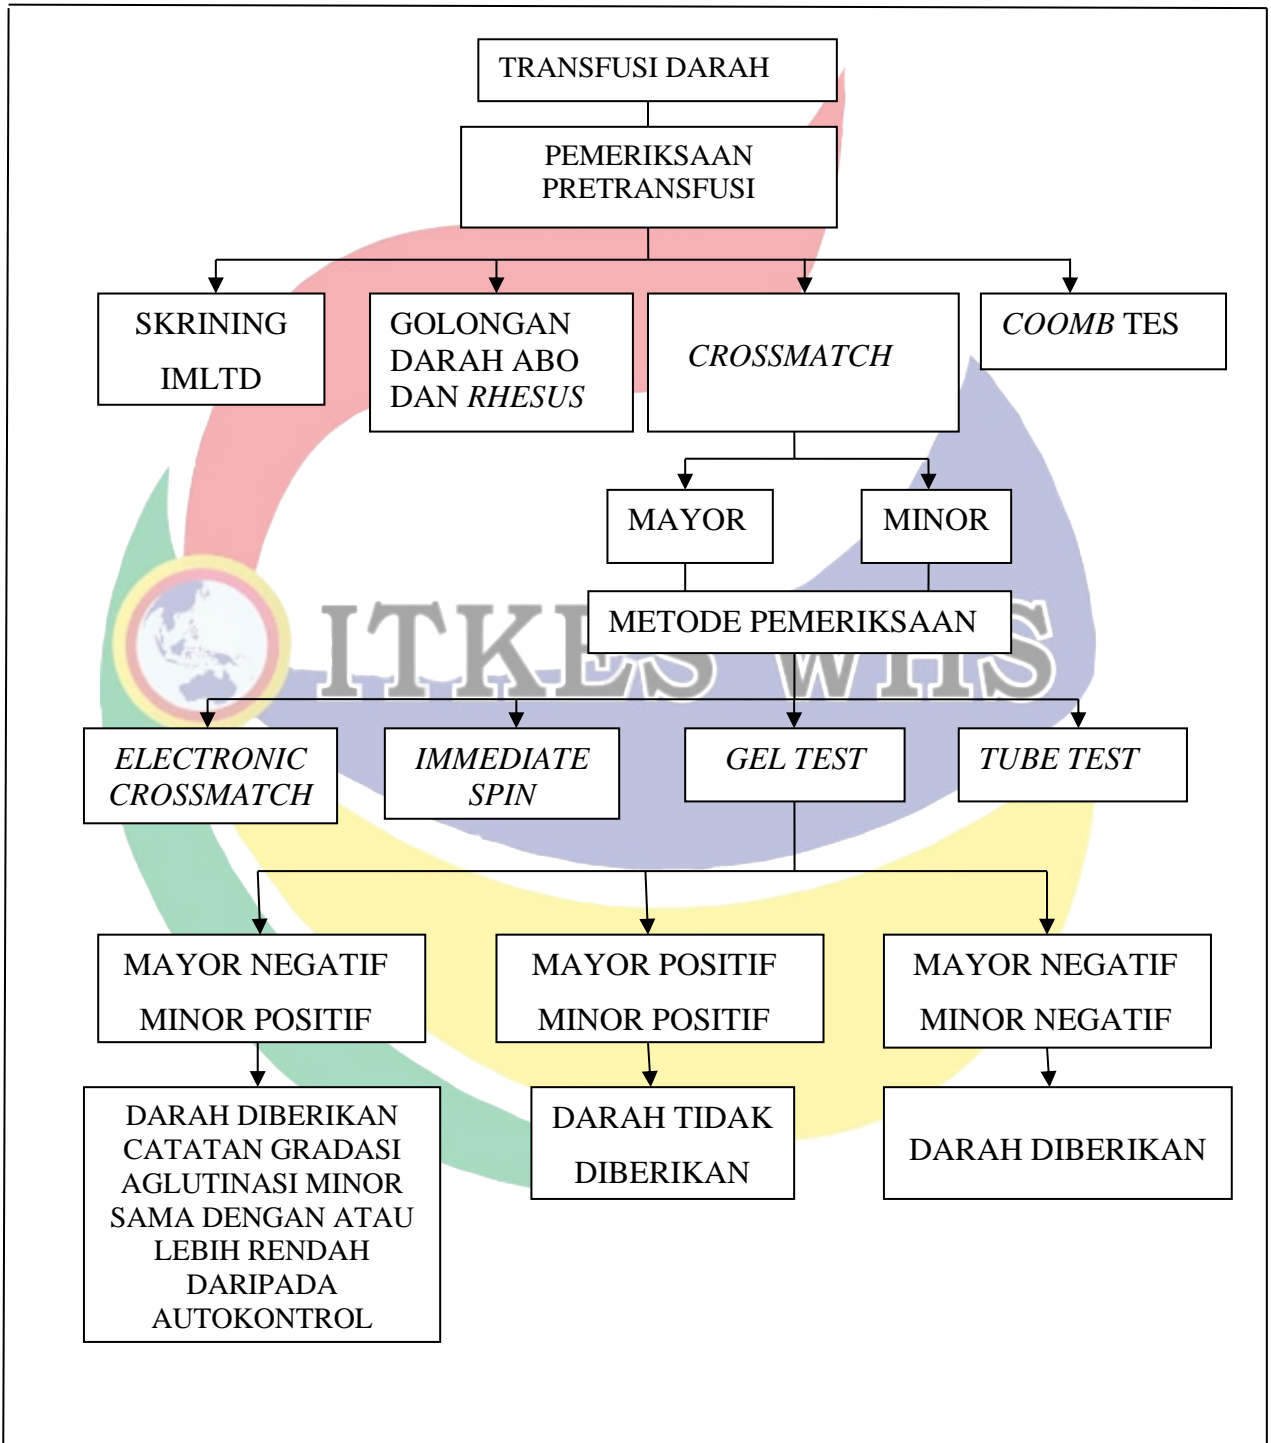 TRANSFUSI DARAH
PEMERIKSAAN
PRETRANSFUSI
SKRINING
IMLTD
GOLONGAN
DARAH ABO
DAN RHESUS
CROSSMATCH
COOMB TES
MAYOR
MINOR
METODE PEMERIKSAAN
ITKES WHS
ELECTRONIC
CROSSMATCH
IMMEDIATE
SPIN
GEL TEST
TUBE TEST
MAYOR NEGATIF
MINOR POSITIF
MAYOR POSITIF
MINOR POSITIF
MAYOR NEGATIF
MINOR NEGATIF
DARAH DIBERIKAN
CATATAN GRADASI
AGLUTINASI MINOR
SAMA DENGAN ATAU
LEBIH RENDAH
DARIPADA
AUTOKONTROL
DARAH TIDAK
DIBERIKAN
DARAH DIBERIKAN